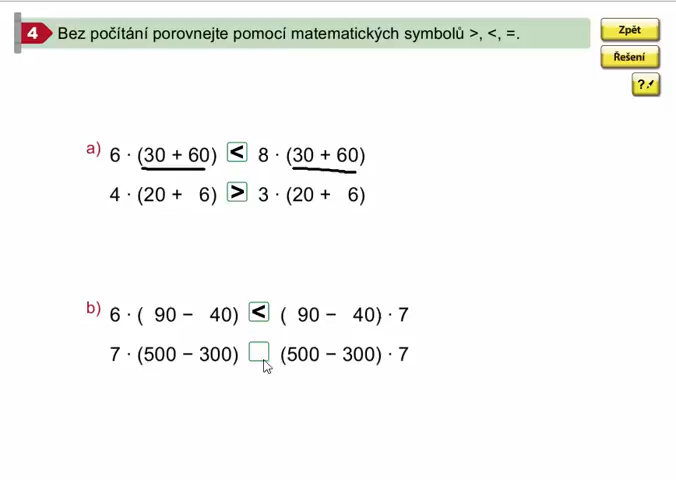 4 Bez počítání porovnejte pomocí matematických symbolů >, <, =.
Zpět
Řešení
?
a) 6 · (30 + 60) < 8 · (30 + 60)
4 · (20 + 6) > 3 · (20 + 6)
b) 6 · ( 90 − 40) < ( 90 − 40) · 7
7 · (500 − 300) (500 − 300) · 7